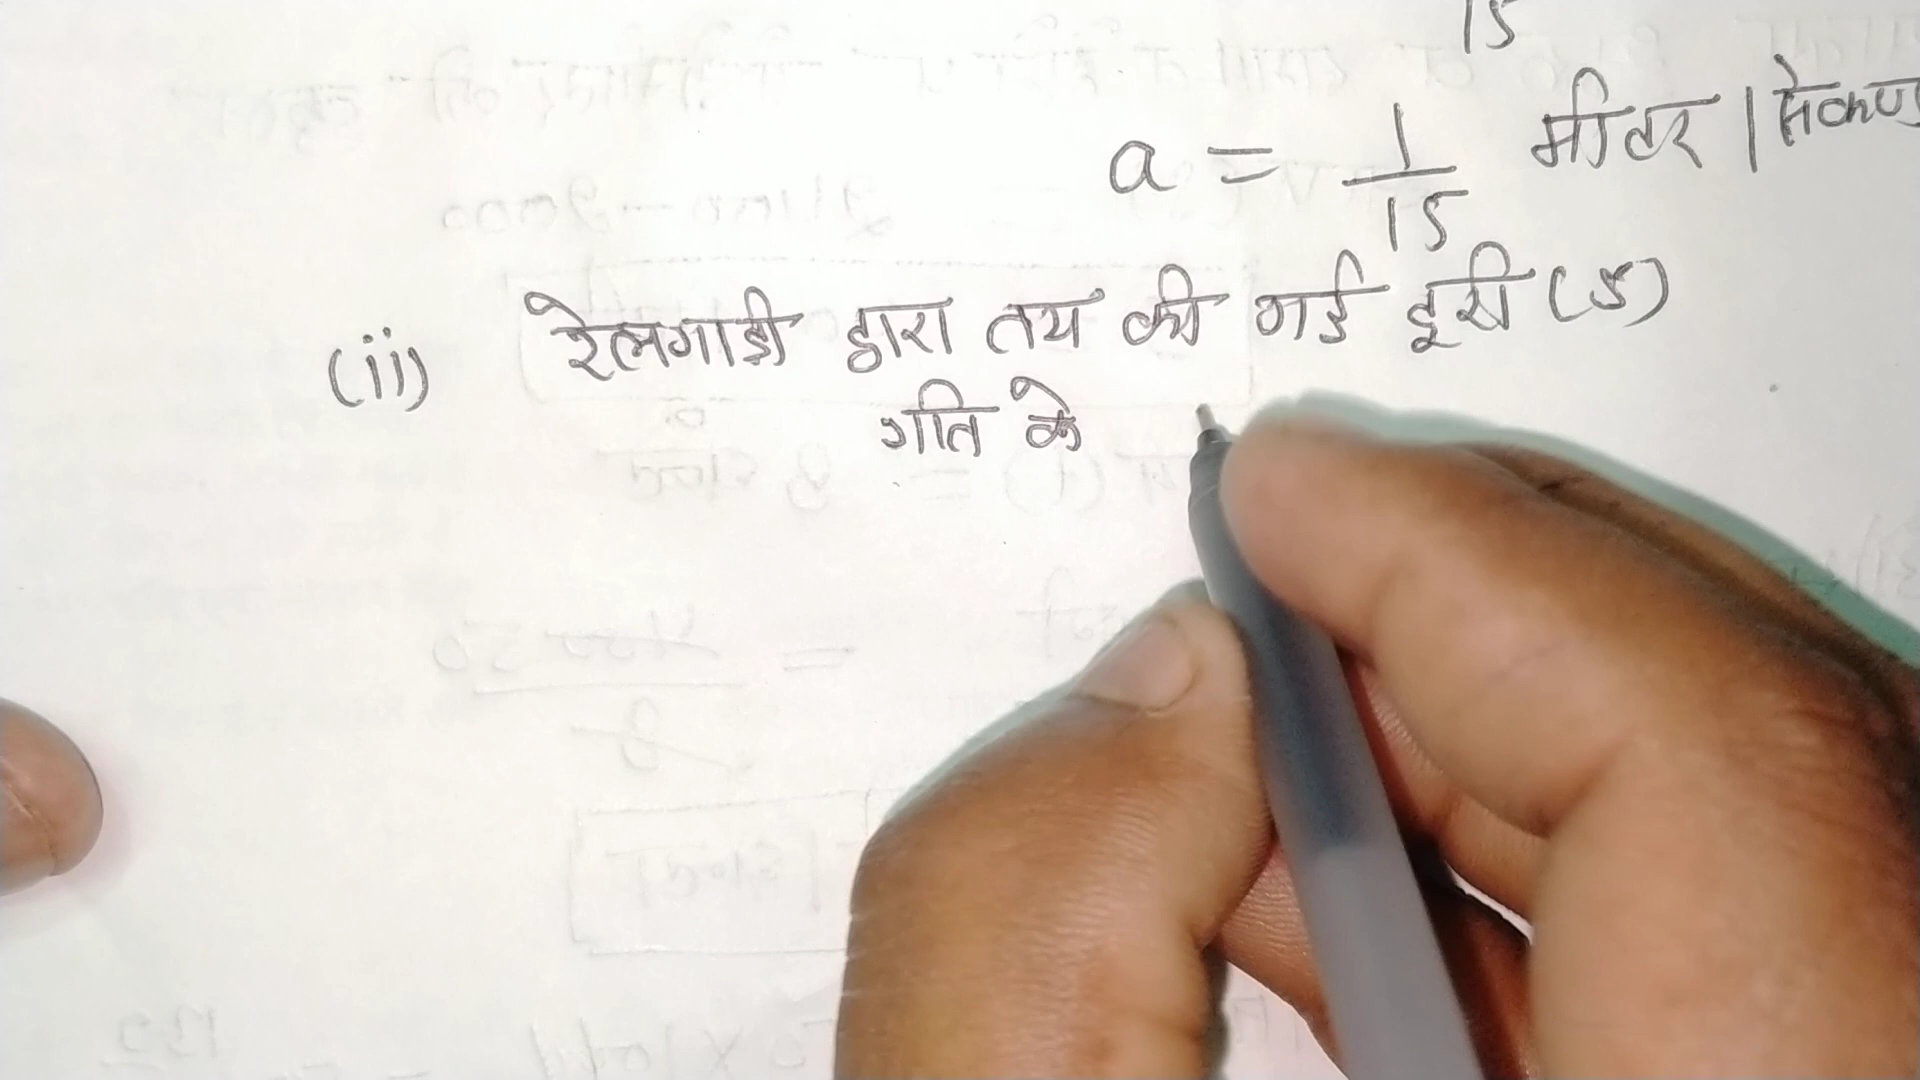 15
a = 1/15 मीटर / सेकण्ड
(ii) रेलगाडी द्वारा तय की गई दूरी (s)
गति के